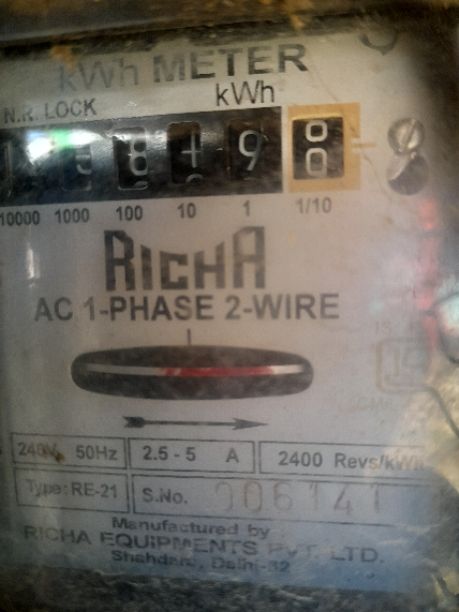 kWh METER
N.R. LOCK kWh
10000 1000 100 10 1 1/10
RICHA
AC 1-PHASE 2-WIRE
240V, 50Hz 2.5 - 5 A 2400 Revs/kWh
Type: RE-21 S.No. 006141
Manufactured by
RICHA EQUIPMENTS PVT. LTD.
Shahdara, Delhi-32